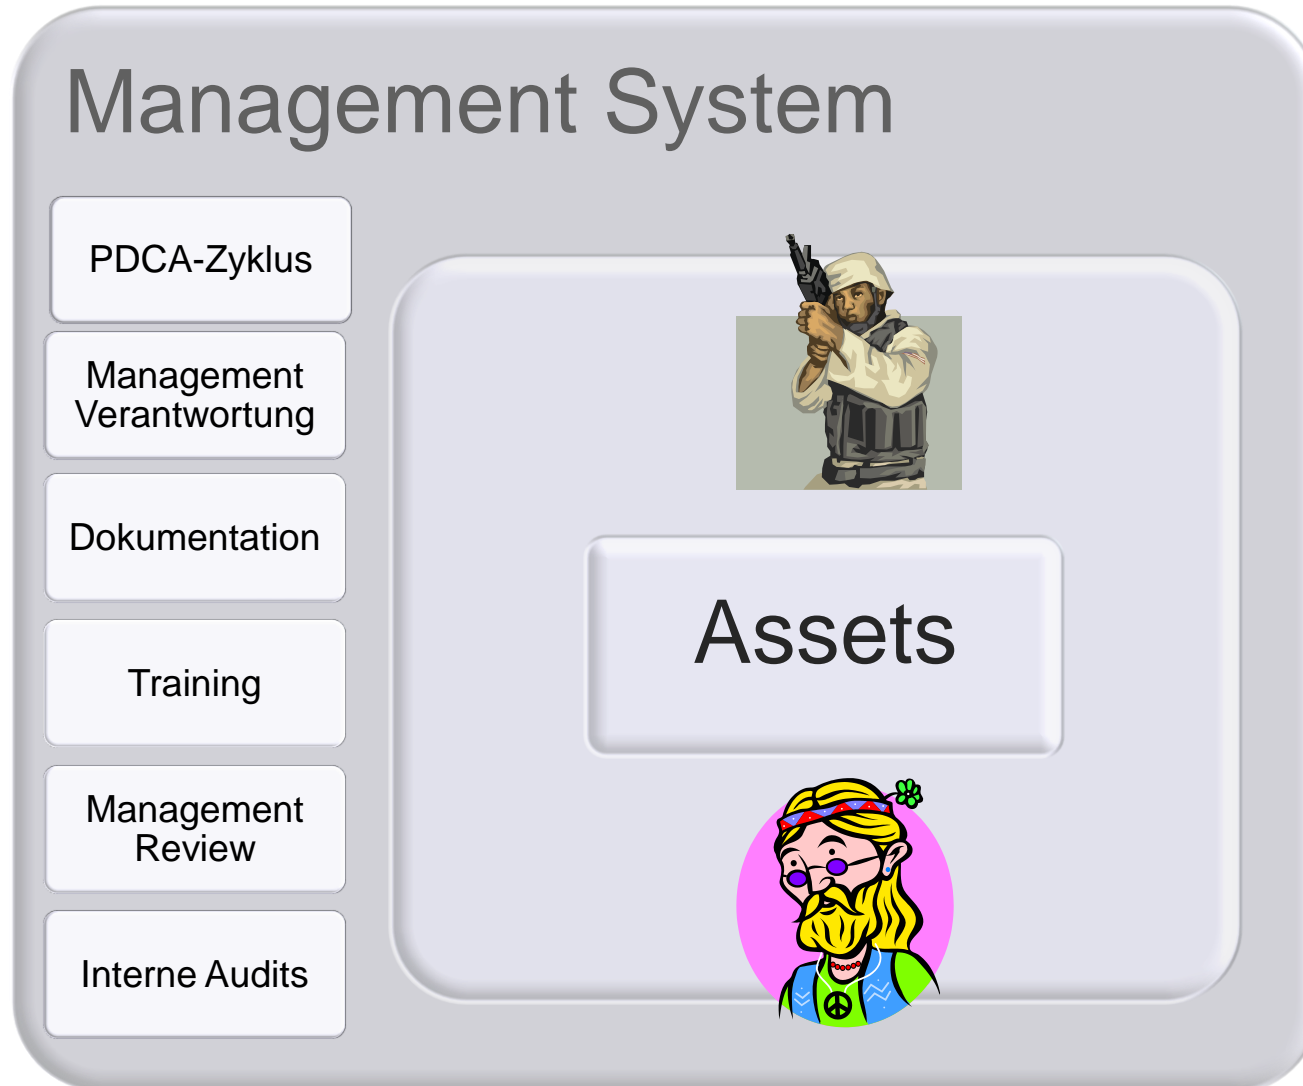 Management System
PDCA-Zyklus
Management
Verantwortung
Dokumentation
Training
Management
Review
Interne Audits
Assets